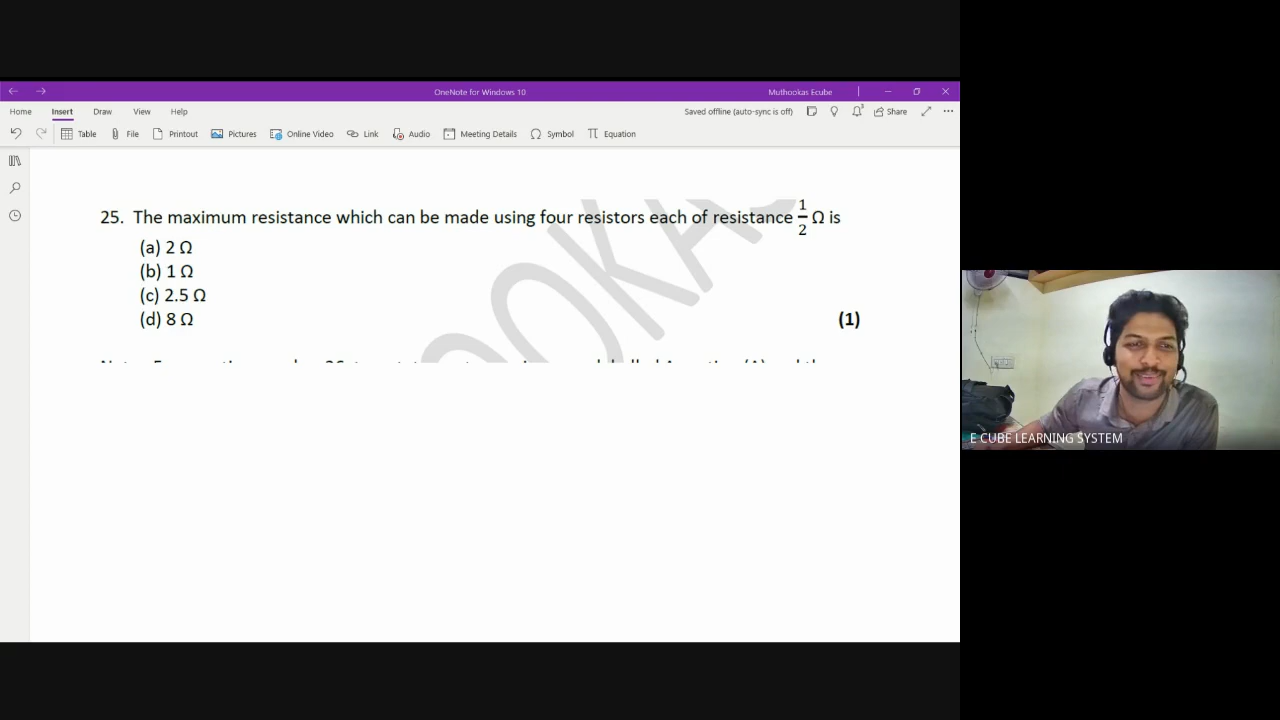 OneNote for Windows 10
Muthookas Ecube
Home Insert Draw View Help
Saved offline (auto-sync is off)
3
Share
Table File Printout Pictures Online Video Link Audio Meeting Details Symbol Equation
25. The maximum resistance which can be made using four resistors each of resistance 1/2 Ω is
(a) 2 Ω
(b) 1 Ω
(c) 2.5 Ω
(d) 8 Ω
(1)
E CUBE LEARNING SYSTEM